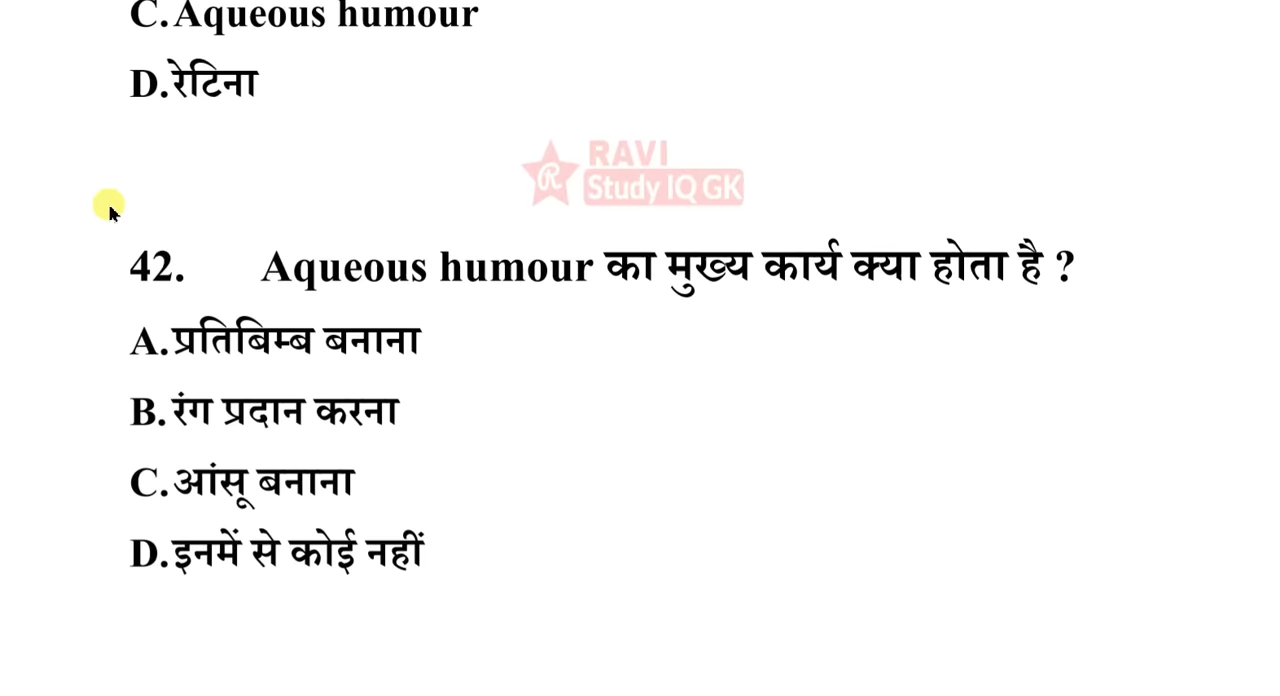 C. Aqueous humour
D. रेटिना
RAVI
Study IQ GK
42. Aqueous humour का मुख्य कार्य क्या होता है ?
A. प्रतिबिम्ब बनाना
B. रंग प्रदान करना
C. आंसू बनाना
D. इनमें से कोई नहीं